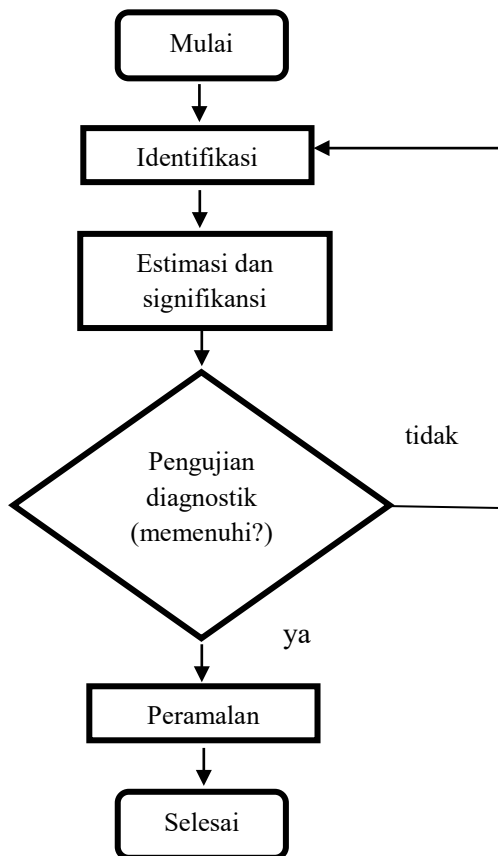 Mulai
Identifikasi
Estimasi dan
signifikansi
tidak
Pengujian
diagnostik
(memenuhi?)
ya
Peramalan
Selesai